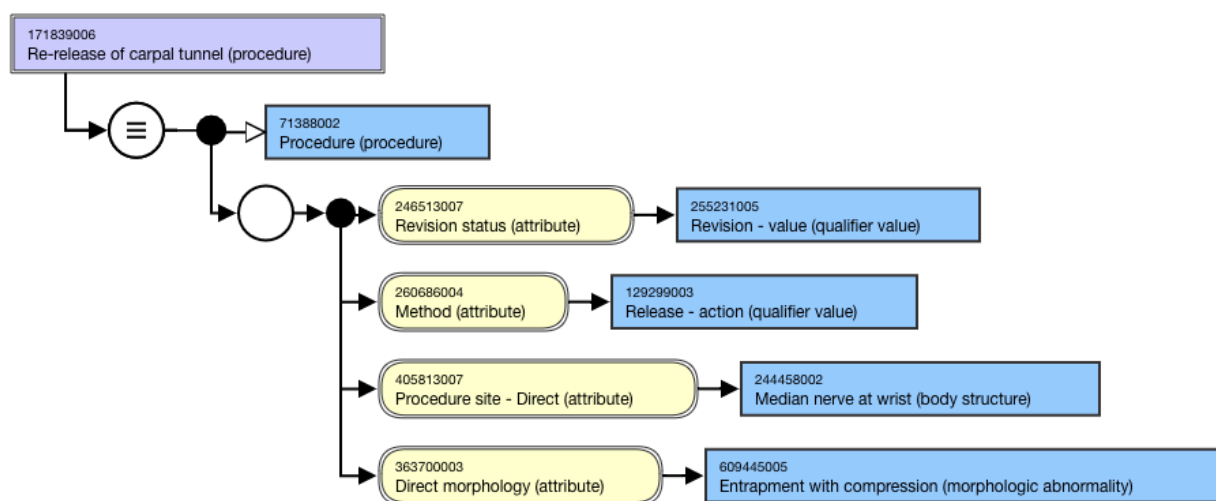 171839006
Re-release of carpal tunnel (procedure)
71388002
Procedure (procedure)
246513007
Revision status (attribute)
255231005
Revision - value (qualifier value)
260686004
Method (attribute)
129299003
Release - action (qualifier value)
405813007
Procedure site - Direct (attribute)
244458002
Median nerve at wrist (body structure)
363700003
Direct morphology (attribute)
609445005
Entrapment with compression (morphologic abnormality)